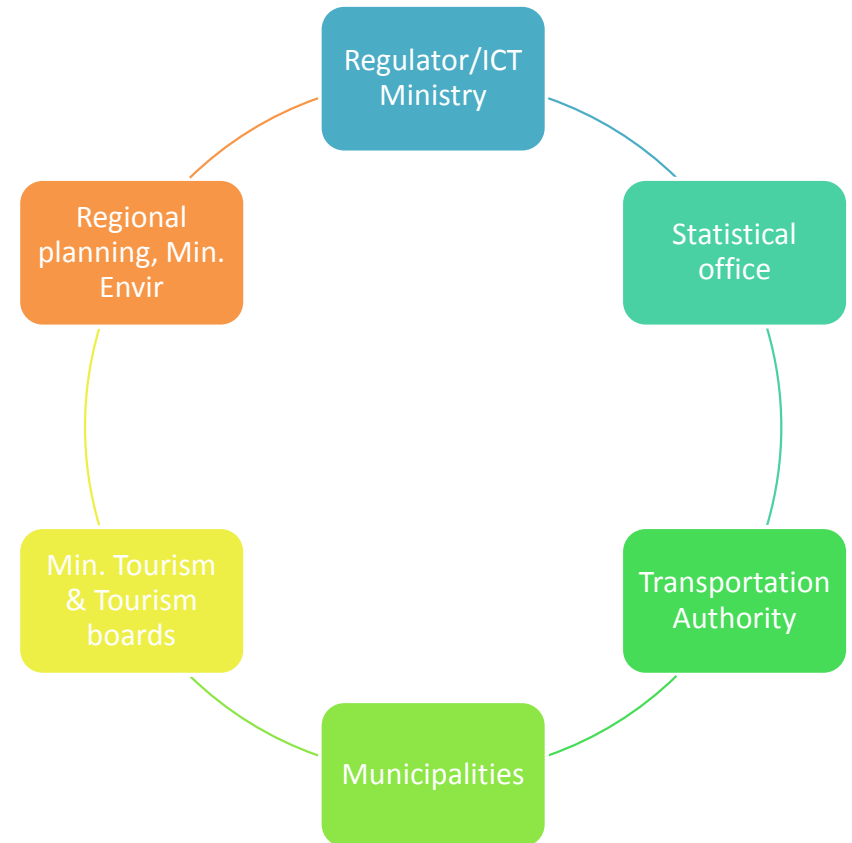 Regulator/ICT
Ministry
Statistical
office
Transportation
Authority
Municipalities
Min. Tourism
& Tourism
boards
Regional
planning, Min.
Envir